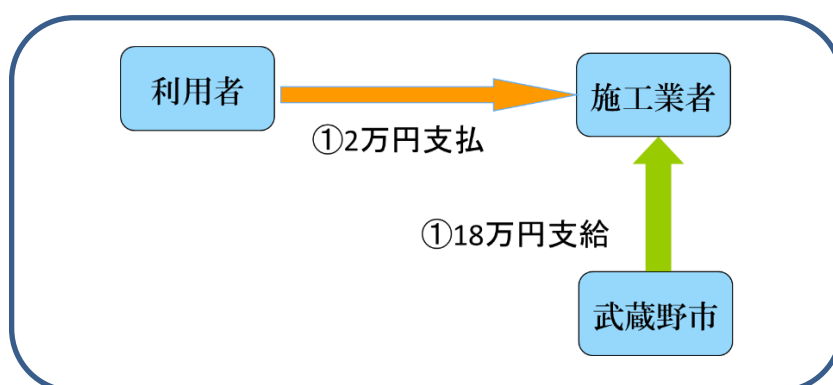 利用者
施工業者
①2万円支払
①18万円支給
武蔵野市